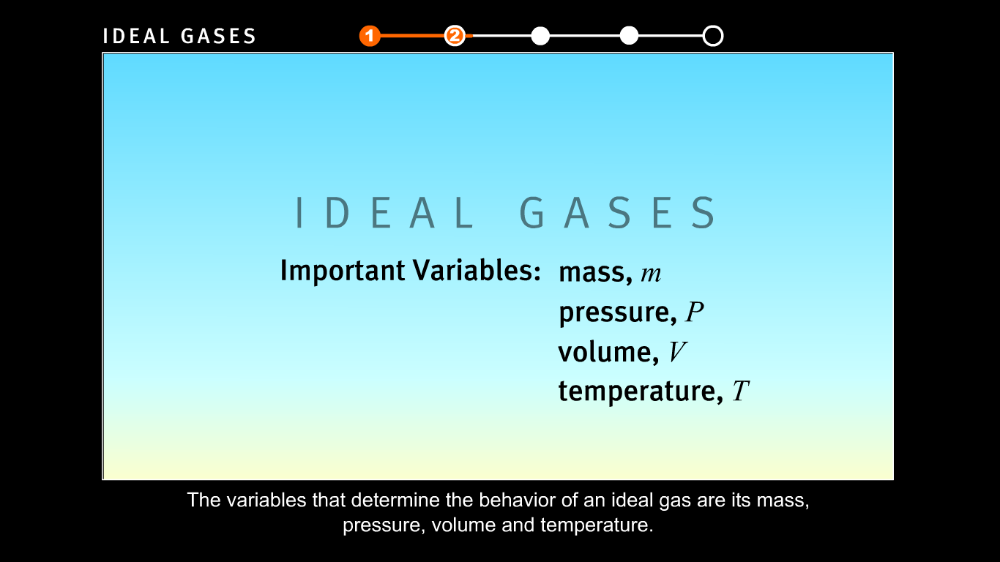 IDEAL GASES
1 2
IDEAL GASES
Important Variables: mass, m
pressure, P
volume, V
temperature, T
The variables that determine the behavior of an ideal gas are its mass,
pressure, volume and temperature.